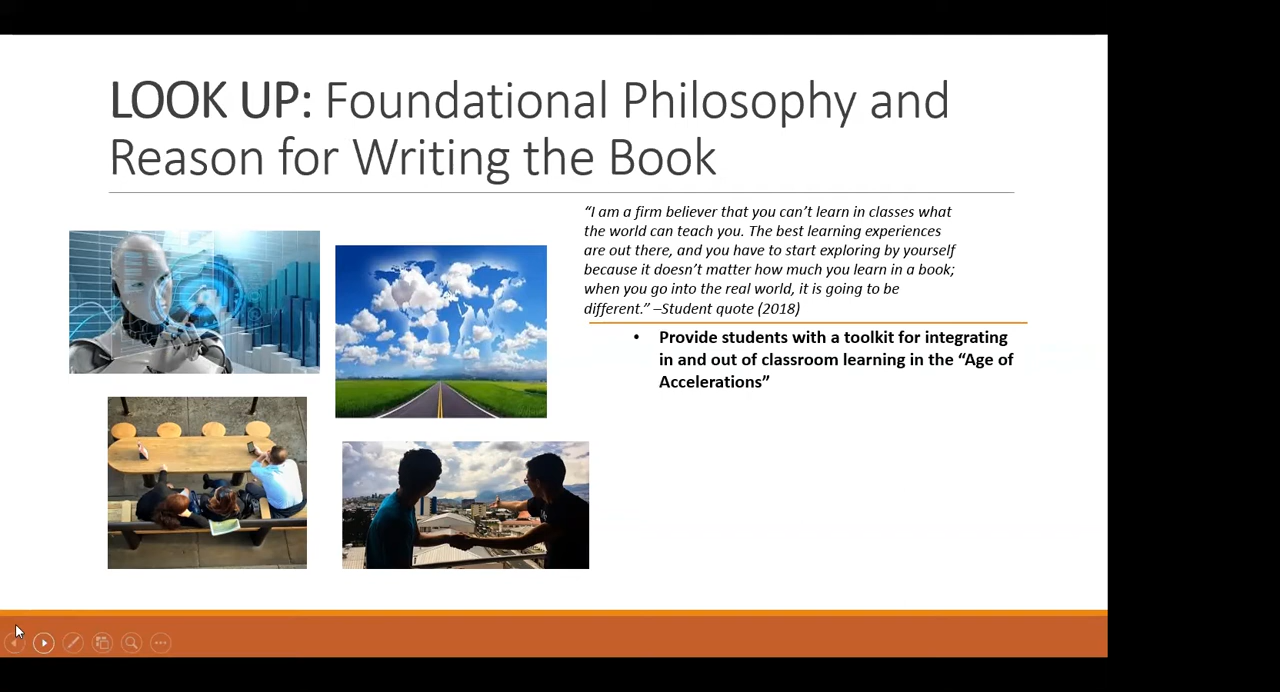 LOOK UP: Foundational Philosophy and
Reason for Writing the Book
“I am a firm believer that you can’t learn in classes what
the world can teach you. The best learning experiences
are out there, and you have to start exploring by yourself
because it doesn’t matter how much you learn in a book;
when you go into the real world, it is going to be
different.” –Student quote (2018)
• Provide students with a toolkit for integrating
in and out of classroom learning in the “Age of
Accelerations”